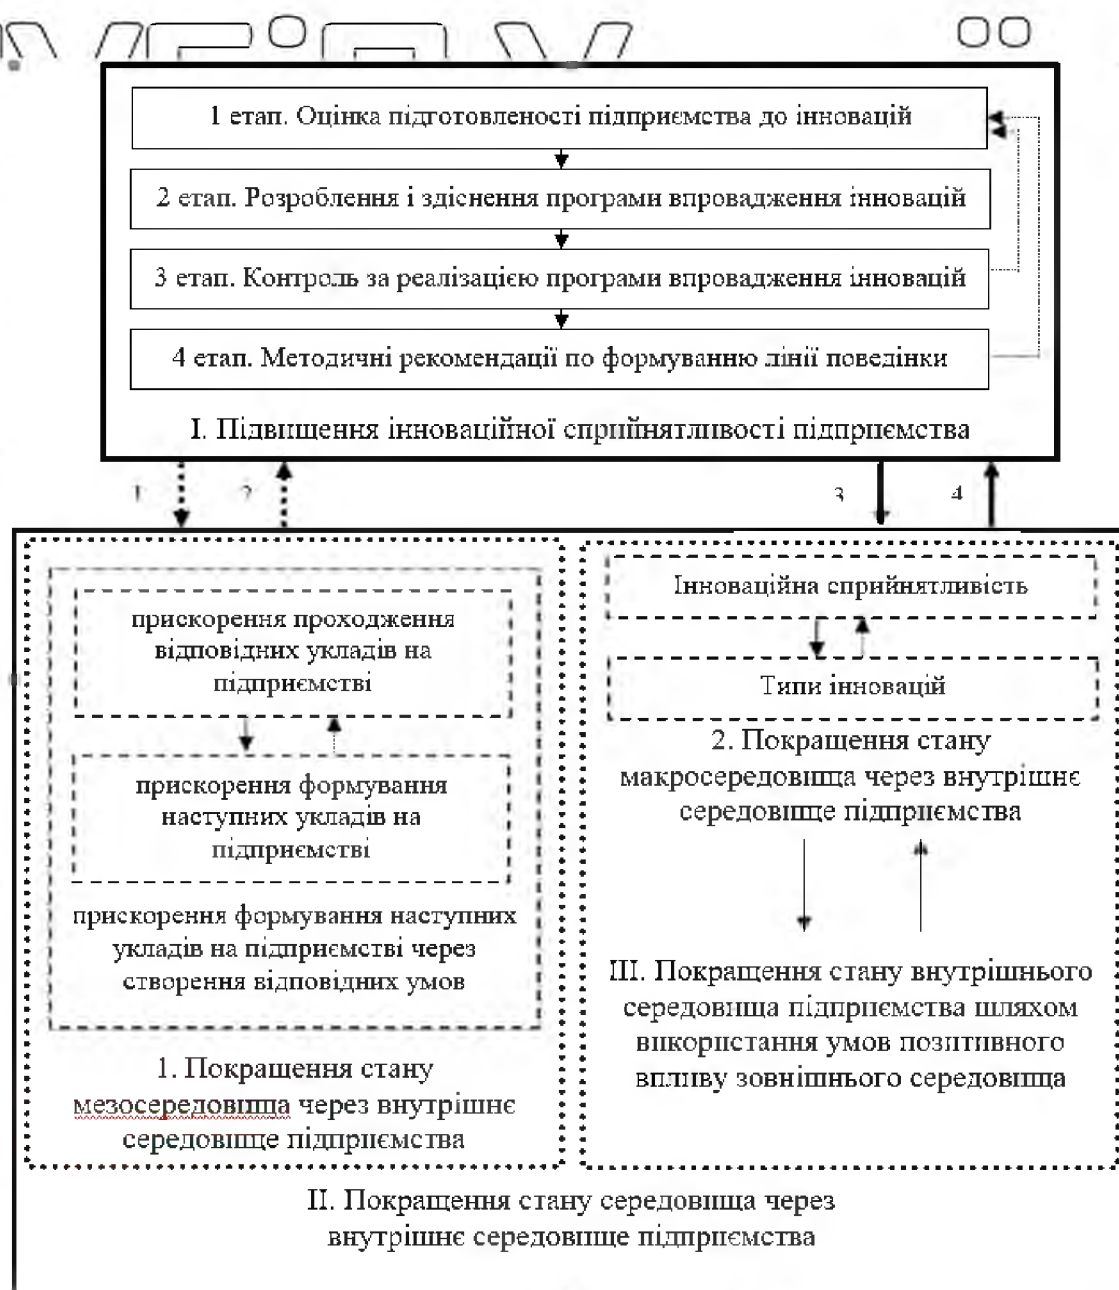 1 етап. Оцінка підготовленості підприємства до інновацій
2 етап. Розроблення і здіснення програми впровадження інновацій
3 етап. Контроль за реалізацією програми впровадження інновацій
4 етап. Методичні рекомендації по формуванню лінії поведінки
І. Підвищення інноваційної сприйнятливості підприємства
1
2
3
4
прискорення проходження
відповідних укладів на
підприємстві
прискорення формування
наступних укладів на
підприємстві
прискорення формування наступних
укладів на підприємстві через
створення відповідних умов
1. Покращення стану
мезосередовища через внутрішнє
середовище підприємства
Інноваційна сприйнятливість
Типи інновацій
2. Покращення стану
макросередовища через внутрішнє
середовище підприємства
ІІІ. Покращення стану внутрішнього
середовища підприємства шляхом
використання умов позитивного
впливу зовнішнього середовища
ІІ. Покращення стану середовища через
внутрішнє середовище підприємства